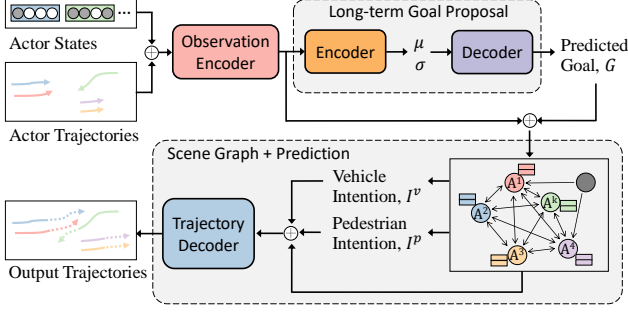 Long-term Goal Proposal
Actor States
Observation
Encoder
Encoder
μ
σ
Decoder
Predicted
Goal, G
Actor Trajectories
Scene Graph + Prediction
Vehicle
Intention, I^v
Pedestrian
Intention, I^p
Trajectory
Decoder
A^1
A^k
A^2
A^3
A^4
Output Trajectories